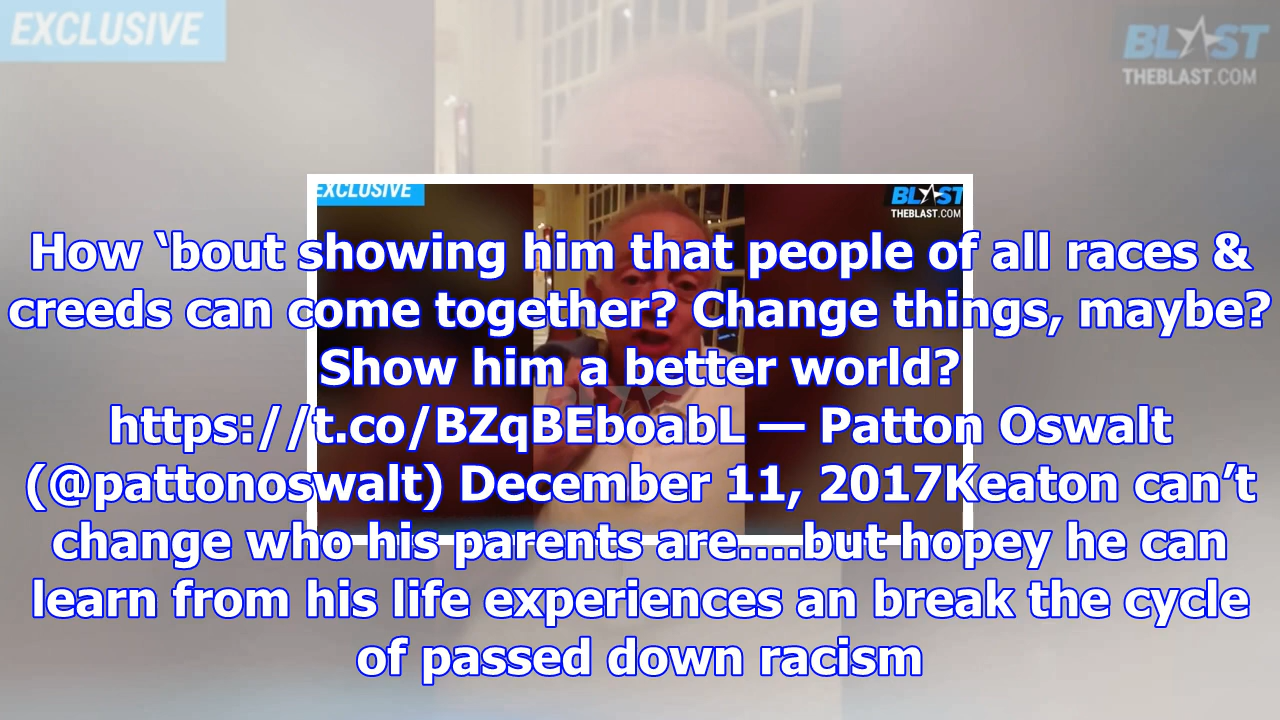 EXCLUSIVE
BLAST
THEBLAST.COM
EXCLUSIVE
BLAST
THEBLAST.COM
How ‘bout showing him that people of all races &
creeds can come together? Change things, maybe?
Show him a better world?
https://t.co/BZqBEboabL — Patton Oswalt
(@pattonoswalt) December 11, 2017Keaton can’t
change who his parents are....but hopey he can
learn from his life experiences an break the cycle
of passed down racism